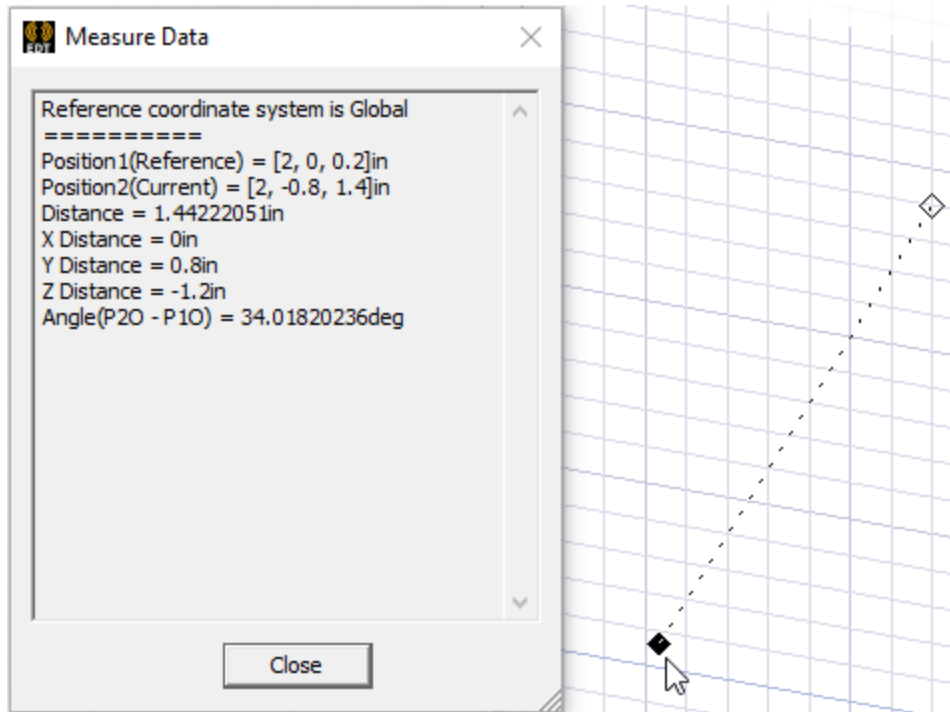 EDT
Measure Data
Reference coordinate system is Global
==========
Position1(Reference) = [2, 0, 0.2]in
Position2(Current) = [2, -0.8, 1.4]in
Distance = 1.44222051in
X Distance = 0in
Y Distance = 0.8in
Z Distance = -1.2in
Angle(P2O - P1O) = 34.01820236deg
Close